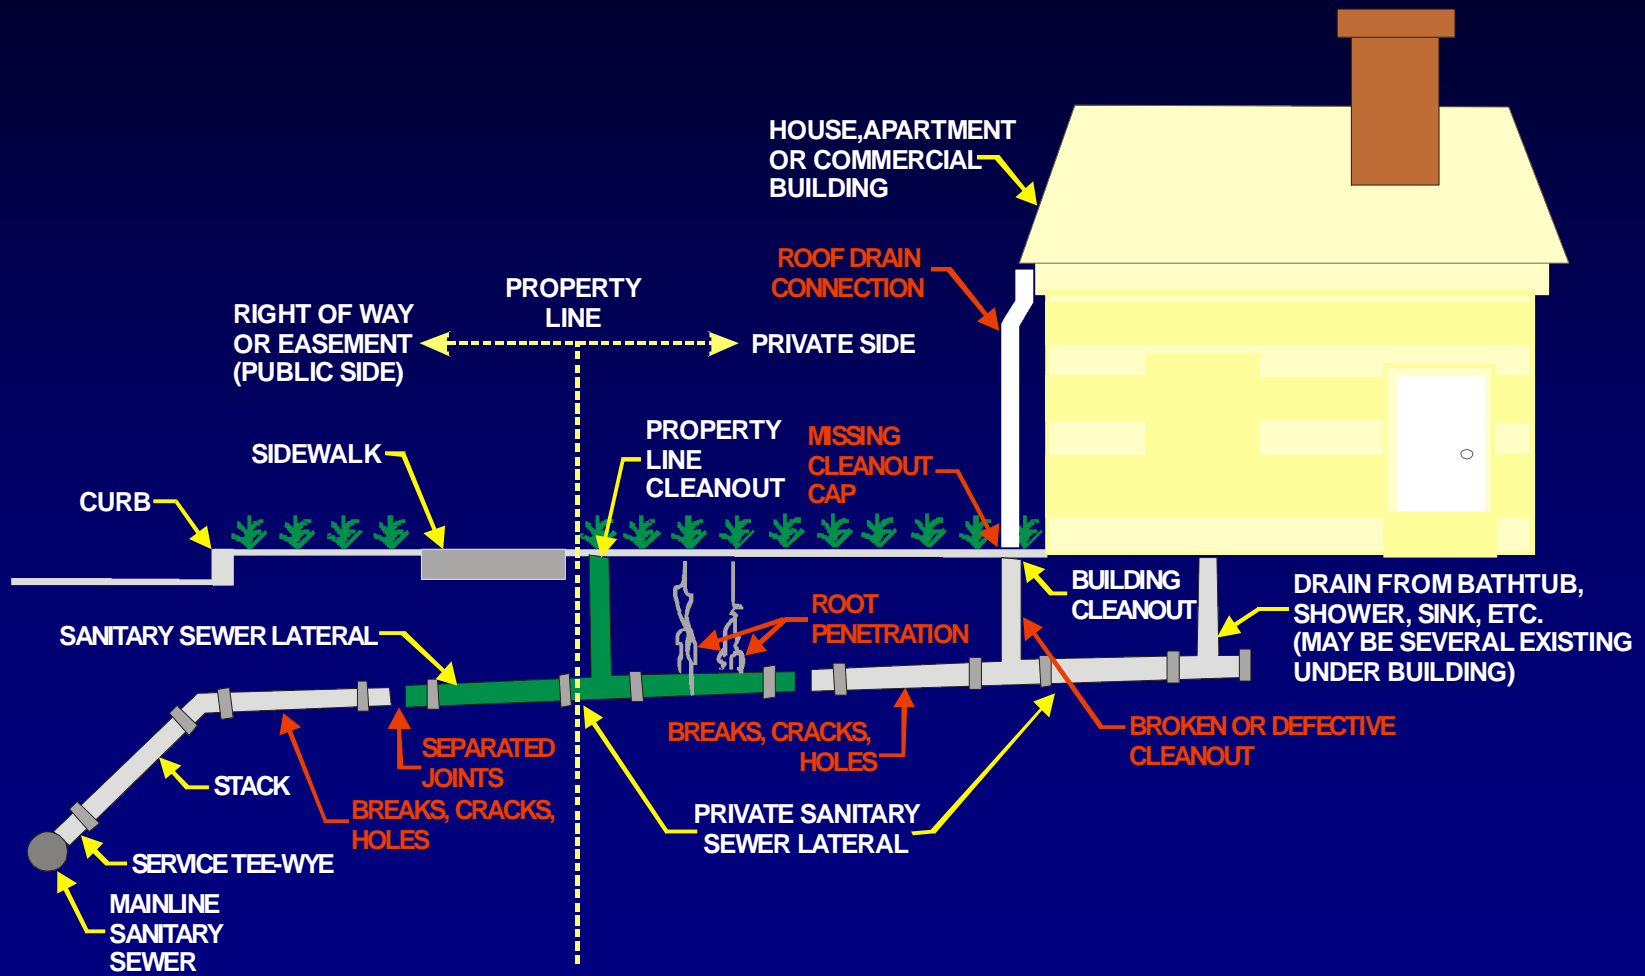 HOUSE,APARTMENT
OR COMMERCIAL
BUILDING
ROOF DRAIN
CONNECTION
PROPERTY
LINE
RIGHT OF WAY
OR EASEMENT
(PUBLIC SIDE)
PRIVATE SIDE
PROPERTY
LINE
CLEANOUT
MISSING
CLEANOUT
CAP
SIDEWALK
CURB
BUILDING
CLEANOUT
DRAIN FROM BATHTUB,
SHOWER, SINK, ETC.
(MAY BE SEVERAL EXISTING
UNDER BUILDING)
ROOT
PENETRATION
SANITARY SEWER LATERAL
SEPARATED
JOINTS
BREAKS, CRACKS,
HOLES
BROKEN OR DEFECTIVE
CLEANOUT
STACK
BREAKS, CRACKS,
HOLES
PRIVATE SANITARY
SEWER LATERAL
SERVICE TEE-WYE
MAINLINE
SANITARY
SEWER